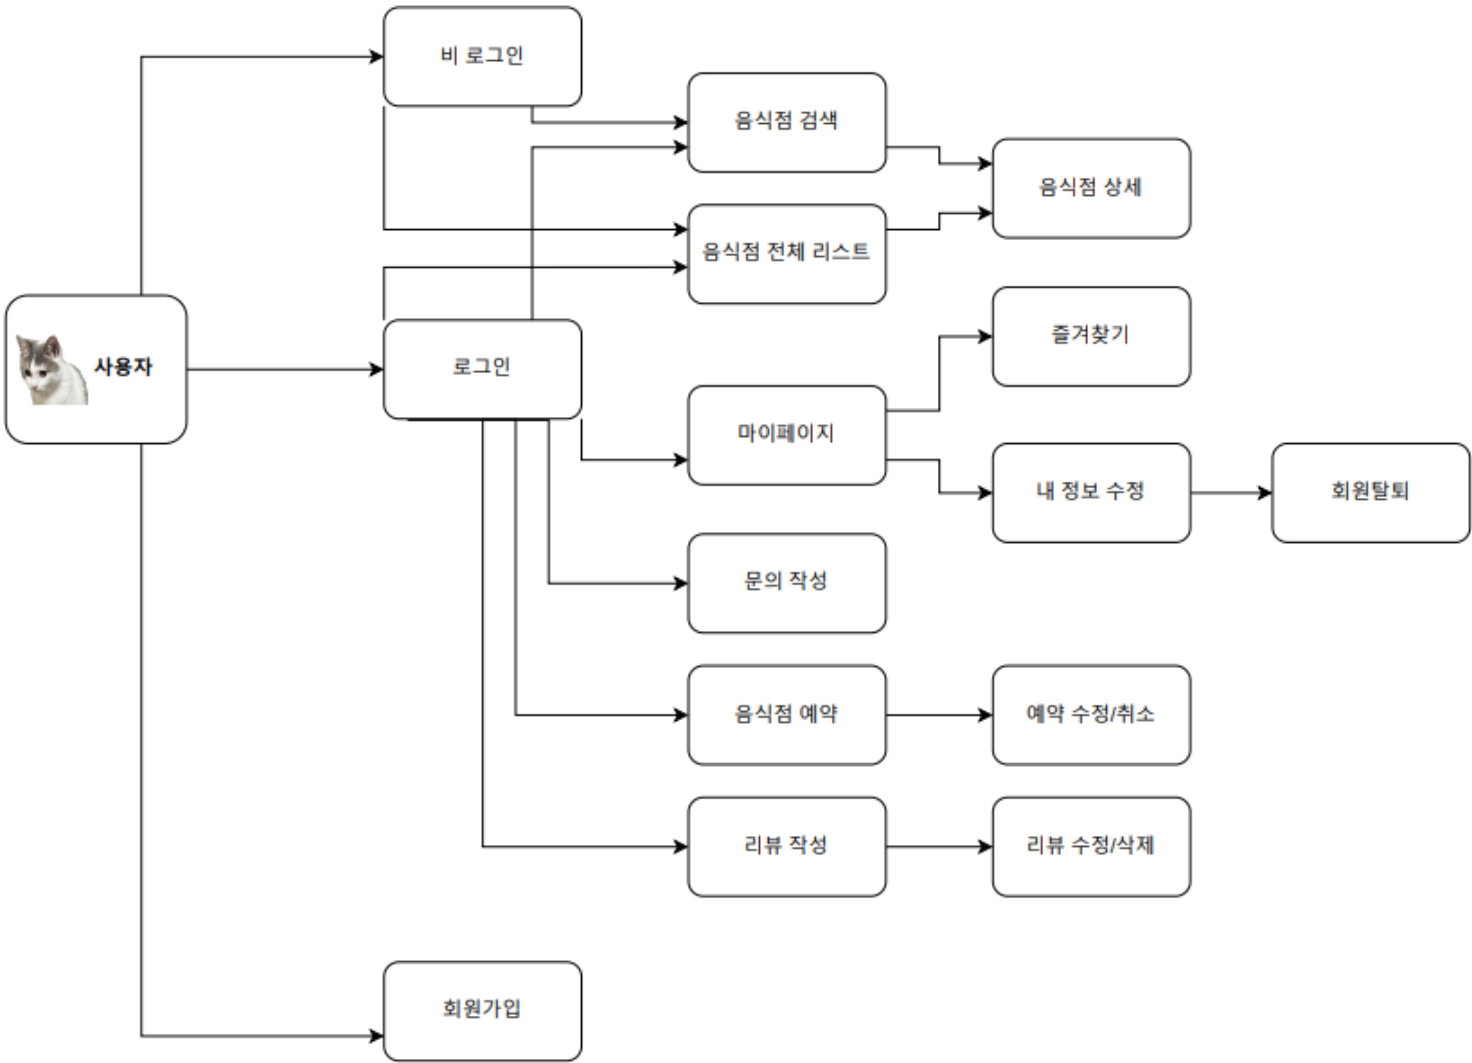 비 로그인
음식점 검색
음식점 상세
음식점 전체 리스트
사용자
로그인
즐겨찾기
마이페이지
내 정보 수정
회원탈퇴
문의 작성
음식점 예약
예약 수정/취소
리뷰 작성
리뷰 수정/삭제
회원가입